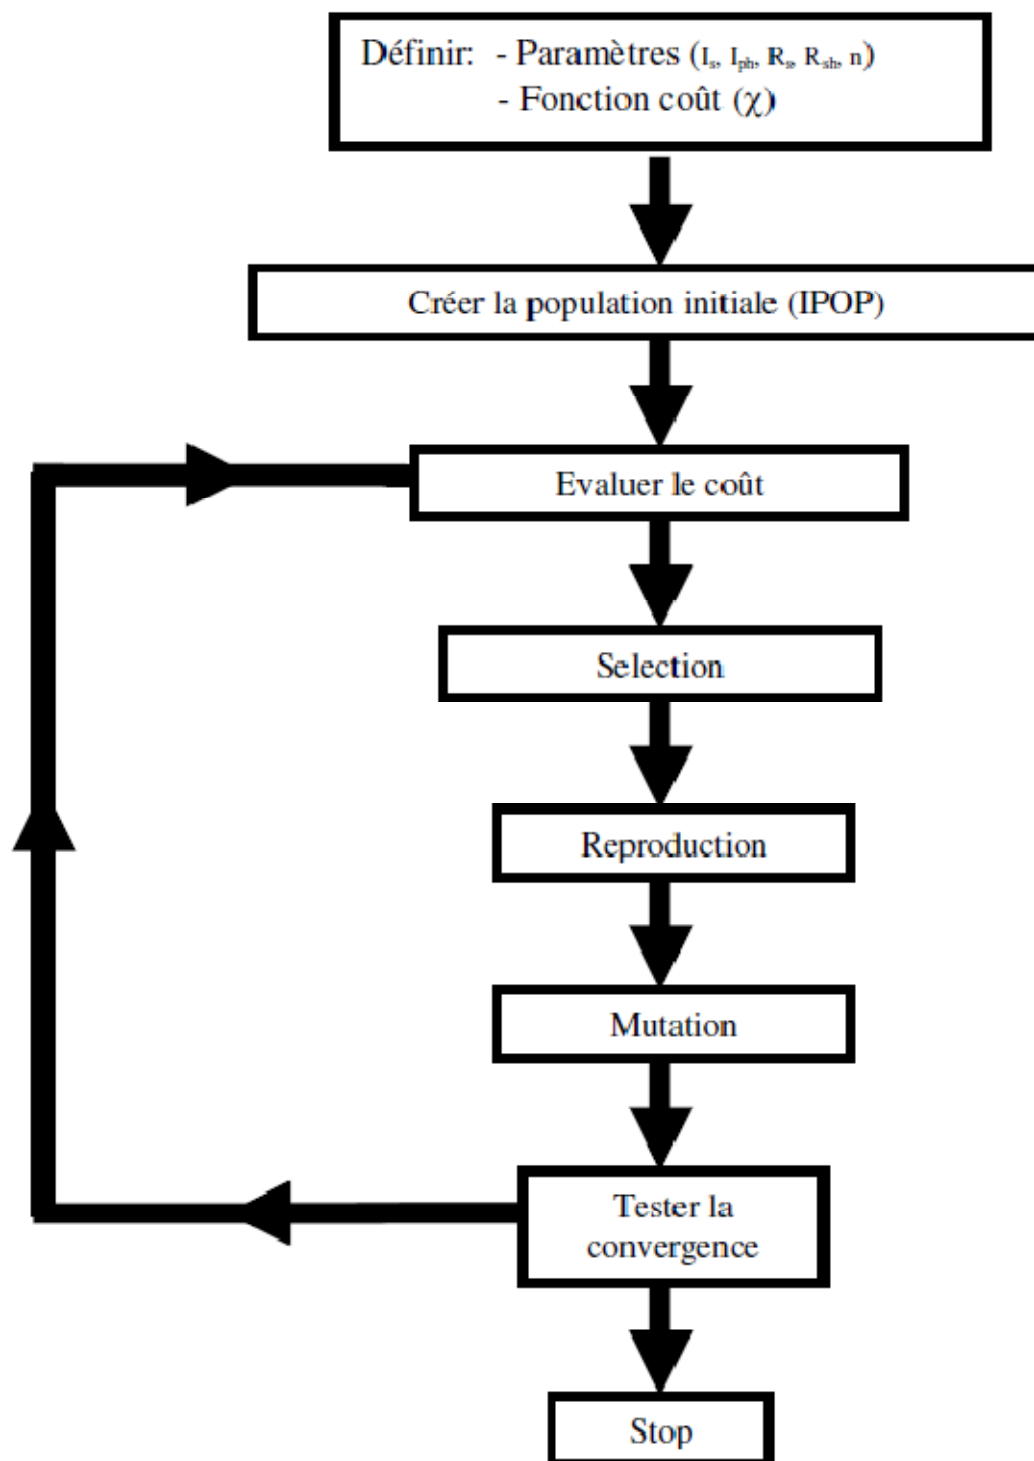 Définir: - Paramètres (Is, Iph, Rs, Rsh, n)
- Fonction coût (χ)
Créer la population initiale (IPOP)
Evaluer le coût
Selection
Reproduction
Mutation
Tester la
convergence
Stop